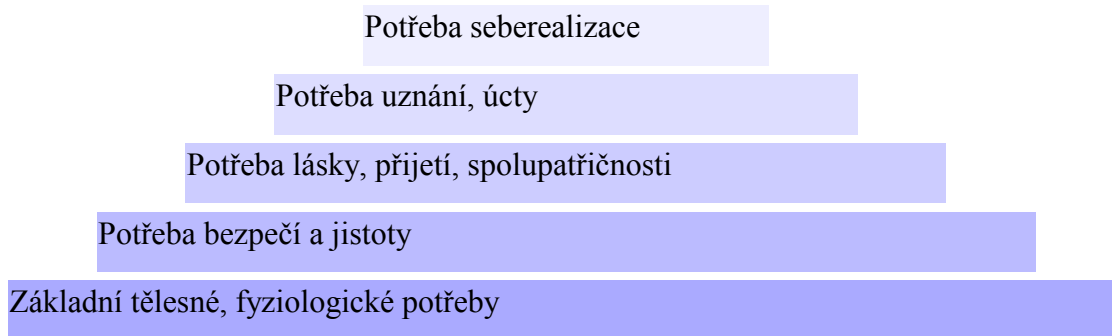 Potřeba seberealizace
Potřeba uznání, úcty
Potřeba lásky, přijetí, spolupatřičnosti
Potřeba bezpečí a jistoty
Základní tělesné, fyziologické potřeby